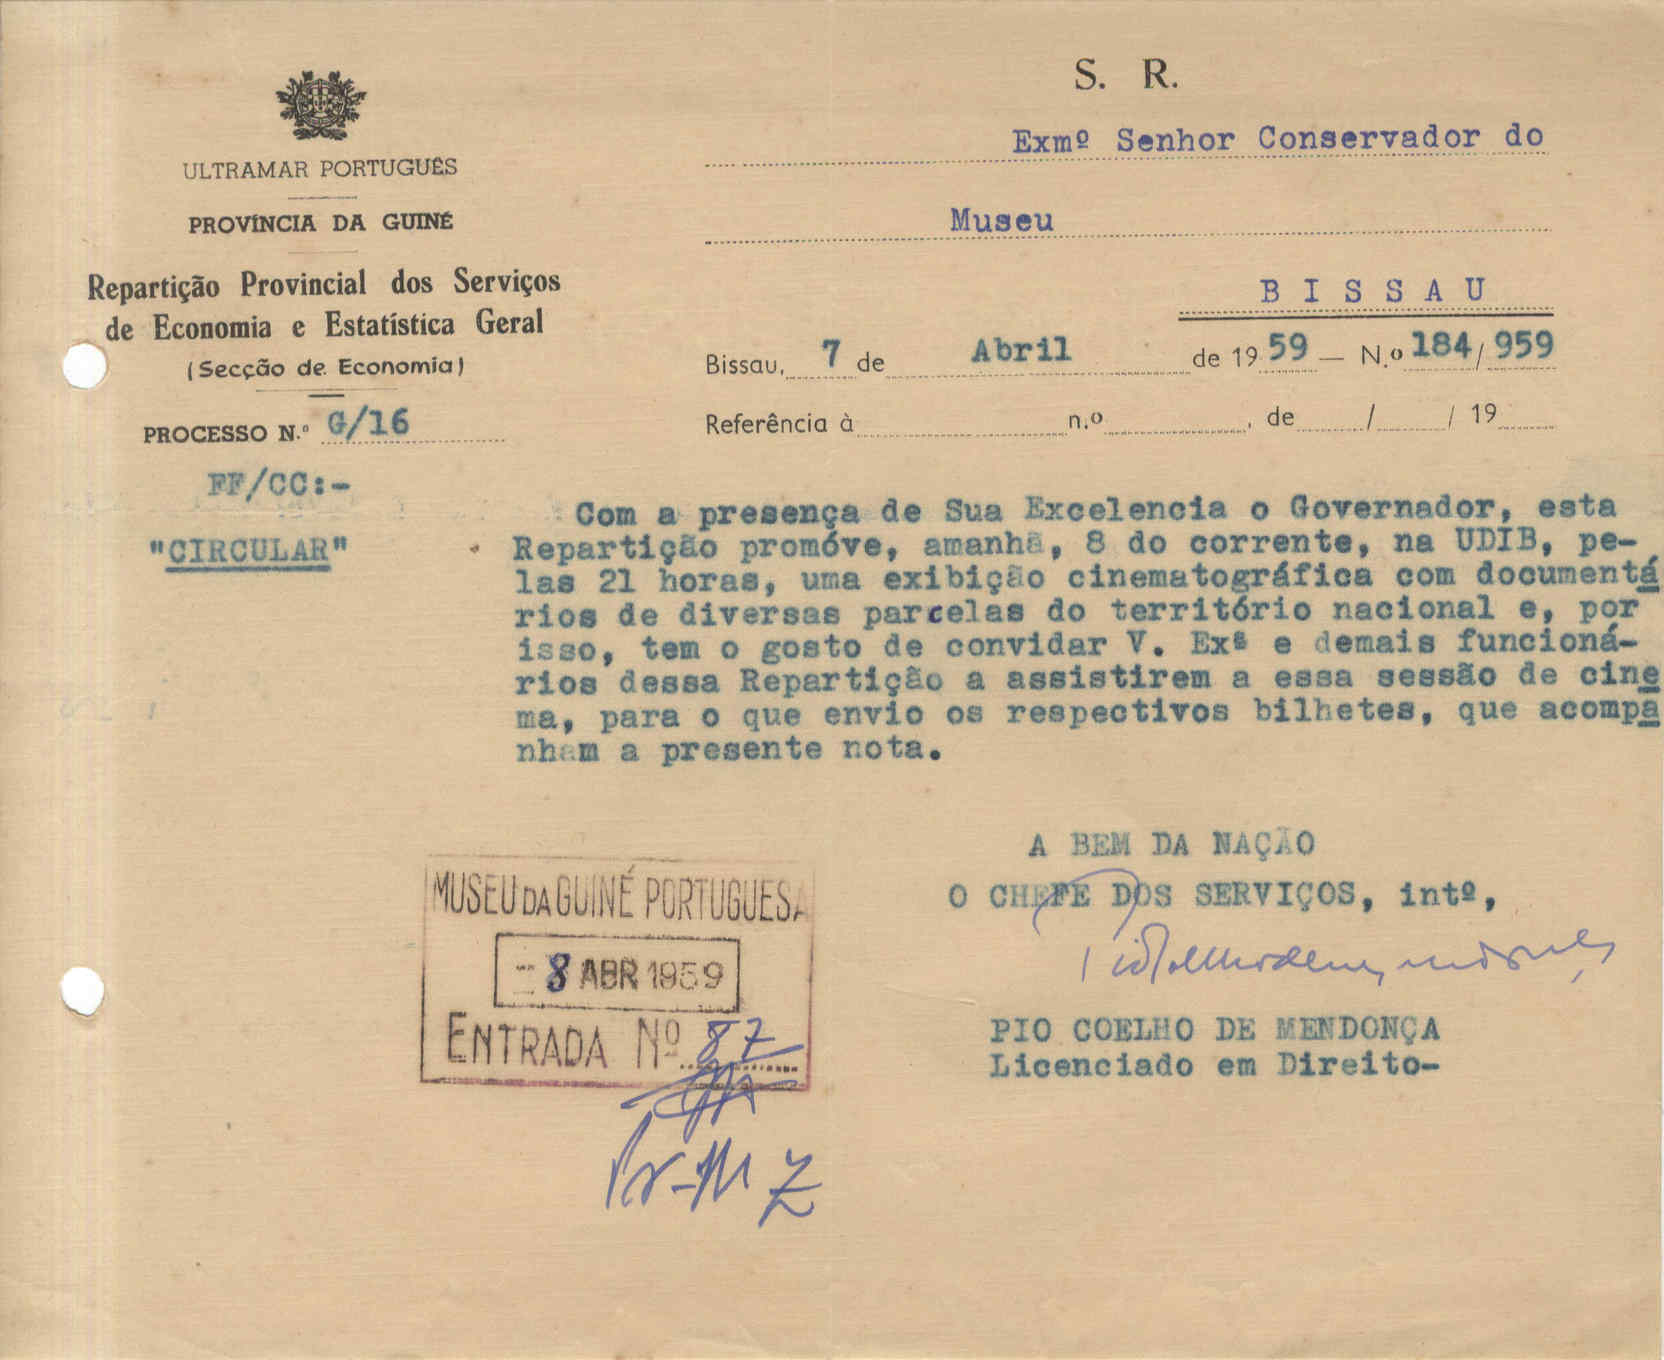 ULTRAMAR PORTUGUÊS
PROVÍNCIA DA GUINÉ
Repartição Provincial dos Serviços
de Economia e Estatística Geral
(Secção de Economia)
PROCESSO N.º G/16
FF/CC:-
"CIRCULAR"
S. R.
Exmº Senhor Conservador do
Museu
B I S S A U
Bissau, 7 de Abril de 1959 — N.º 184/959
Referência à n.º , de / / 19
Com a presença de Sua Excelencia o Governador, esta
Repartição promóve, amanhã, 8 do corrente, na UDIB, pe-
las 21 horas, uma exibição cinematográfica com documentá
rios de diversas parcelas do território nacional e, por
isso, tem o gosto de convidar V. Exª e demais funcioná-
rios dessa Repartição a assistirem a essa sessão de cine
ma, para o que envio os respectivos bilhetes, que acompa
nham a presente nota.
A BEM DA NAÇÃO
O CHEFE DOS SERVIÇOS, intº,
PIO COELHO DE MENDONÇA
Licenciado em Direito-
MUSEU DA GUINÉ PORTUGUESA
- 8 ABR 1959
ENTRADA Nº 87